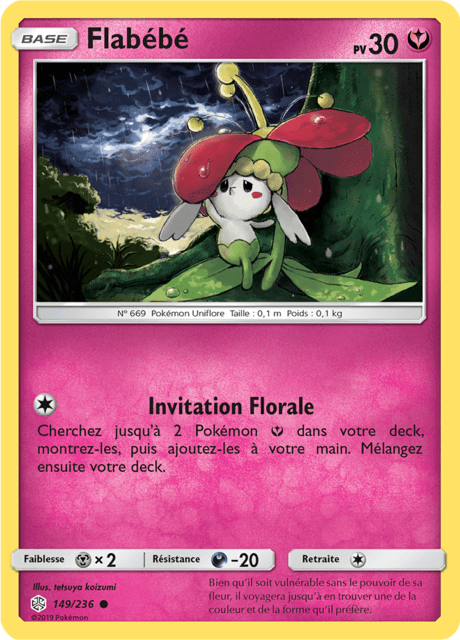 BASE Flabébé PV 30
N° 669 Pokémon Uniflore Taille : 0,1 m Poids : 0,1 kg
Invitation Florale
Cherchez jusqu'à 2 Pokémon dans votre deck,
montrez-les, puis ajoutez-les à votre main. Mélangez
ensuite votre deck.
Faiblesse ×2 Résistance -20 Retraite
Illus. tetsuya koizumi
149/236
©2019 Pokémon
Bien qu'il soit vulnérable sans le pouvoir de sa
fleur, il voyagera jusqu'à en trouver une de la
couleur et de la forme qu'il préfère.